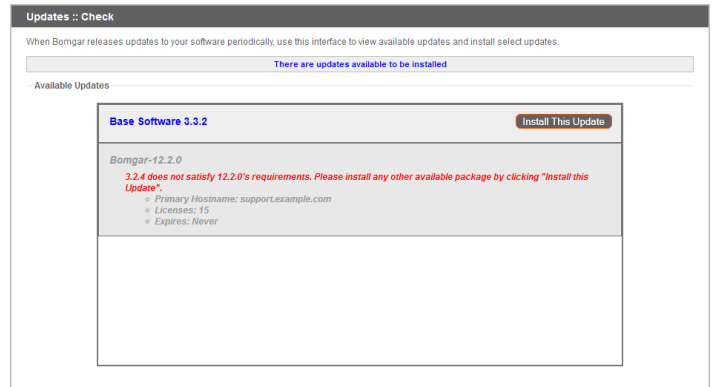 Updates :: Check
When Bomgar releases updates to your software periodically, use this interface to view available updates and install select updates.
There are updates available to be installed
Available Updates
Base Software 3.3.2
Install This Update
Bomgar-12.2.0
3.2.4 does not satisfy 12.2.0's requirements. Please install any other available package by clicking "Install this
Update".
Primary Hostname: support.example.com
Licenses: 15
Expires: Never